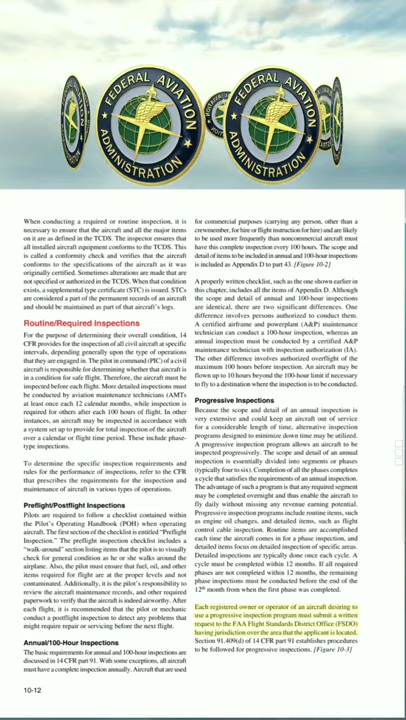 FEDERAL AVIATION
ADMINISTRATION
FEDERAL AVIATION
ADMINISTRATION
When conducting a required or routine inspection, it is
necessary to ensure that the aircraft and all the major items
on it are as defined in the TCDS. The inspector ensures that
all installed aircraft equipment conforms to the TCDS. This
is called a conformity check and verifies that the aircraft
conforms to the specifications of the aircraft as it was
originally certified. Sometimes alterations are made that are
not specified or authorized in the TCDS. When that condition
exists, a supplemental type certificate (STC) is issued. STCs
are considered a part of the permanent records of an aircraft
and should be maintained as part of that aircraft's logs.
Routine/Required Inspections
For the purpose of determining their overall condition, 14
CFR provides for the inspection of all civil aircraft at specific
intervals, depending generally upon the type of operations
that they are engaged in. The pilot in command (PIC) of a civil
aircraft is responsible for determining whether that aircraft is
in a condition for safe flight. Therefore, the aircraft must be
inspected before each flight. More detailed inspections must
be conducted by aviation maintenance technicians (AMTs
at least once each 12 calendar months, while inspection is
required for others after each 100 hours of flight. In other
instances, an aircraft may be inspected in accordance with
a system set up to provide for total inspection of the aircraft
over a calendar or flight time period. These include phase-
type inspections.
To determine the specific inspection requirements and
rules for the performance of inspections, refer to the CFR
that prescribes the requirements for the inspection and
maintenance of aircraft in various types of operations.
Preflight/Postflight Inspections
Pilots are required to follow a checklist contained within
the Pilot's Operating Handbook (POH) when operating
aircraft. The first section of the checklist is entitled "Preflight
Inspection." The preflight inspection checklist includes a
"walk-around" section listing items that the pilot is to visually
check for general condition as he or she walks around the
airplane. Also, the pilot must ensure that fuel, oil, and other
items required for flight are at the proper levels and not
contaminated. Additionally, it is the pilot's responsibility to
review the aircraft maintenance records, and other required
paperwork to verify that the aircraft is indeed airworthy. After
each flight, it is recommended that the pilot or mechanic
conduct a postflight inspection to detect any problems that
might require repair or servicing before the next flight.
Annual/100-Hour Inspections
The basic requirements for annual and 100-hour inspections are
discussed in 14 CFR part 91. With some exceptions, all aircraft
must have a complete inspection annually. Aircraft that are used
10-12
for commercial purposes (carrying any person, other than a
crewmember, for hire or flight instruction for hire) and are likely
to be used more frequently than noncommercial aircraft must
have this complete inspection every 100 hours. The scope and
detail of items to be included in annual and 100-hour inspections
is included as Appendix D to part 43. [Figure 10-2]
A properly written checklist, such as the one shown earlier in
this chapter, includes all the items of Appendix D. Although
the scope and detail of annual and 100-hour inspections
are identical, there are two significant differences. One
difference involves persons authorized to conduct them.
A certified airframe and powerplant (A&P) maintenance
technician can conduct a 100-hour inspection, whereas an
annual inspection must be conducted by a certified A&P
maintenance technician with inspection authorization (IA).
The other difference involves authorized overflight of the
maximum 100 hours before inspection. An aircraft may be
flown up to 10 hours beyond the 100-hour limit if necessary
to fly to a destination where the inspection is to be conducted.
Progressive Inspections
Because the scope and detail of an annual inspection is
very extensive and could keep an aircraft out of service
for a considerable length of time, alternative inspection
programs designed to minimize down time may be utilized.
A progressive inspection program allows an aircraft to be
inspected progressively. The scope and detail of an annual
inspection is essentially divided into segments or phases
(typically four to six). Completion of all the phases completes
a cycle that satisfies the requirements of an annual inspection.
The advantage of such a program is that any required segment
may be completed overnight and thus enable the aircraft to
fly daily without missing any revenue earning potential.
Progressive inspection programs include routine items, such
as engine oil changes, and detailed items, such as flight
control cable inspection. Routine items are accomplished
each time the aircraft comes in for a phase inspection, and
detailed items focus on detailed inspection of specific areas.
Detailed inspections are typically done once each cycle. A
cycle must be completed within 12 months. If all required
phases are not completed within 12 months, the remaining
phase inspections must be conducted before the end of the
12th month from when the first phase was completed.
Each registered owner or operator of an aircraft desiring to
use a progressive inspection program must submit a written
request to the FAA Flight Standards District Office (FSDO)
having jurisdiction over the area that the applicant is located.
Section 91.409(d) of 14 CFR part 91 establishes procedures
to be followed for progressive inspections. [Figure 10-3]